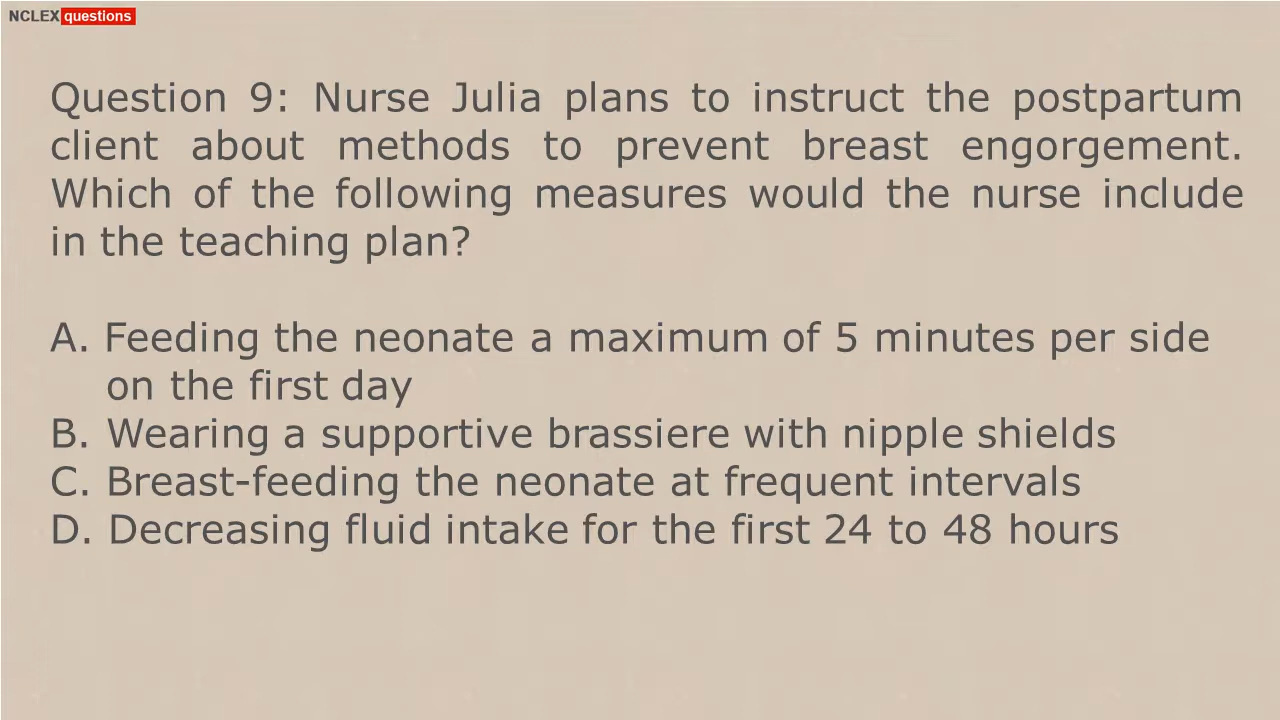 NCLEX questions
Question 9: Nurse Julia plans to instruct the postpartum
client about methods to prevent breast engorgement.
Which of the following measures would the nurse include
in the teaching plan?
A. Feeding the neonate a maximum of 5 minutes per side
on the first day
B. Wearing a supportive brassiere with nipple shields
C. Breast-feeding the neonate at frequent intervals
D. Decreasing fluid intake for the first 24 to 48 hours